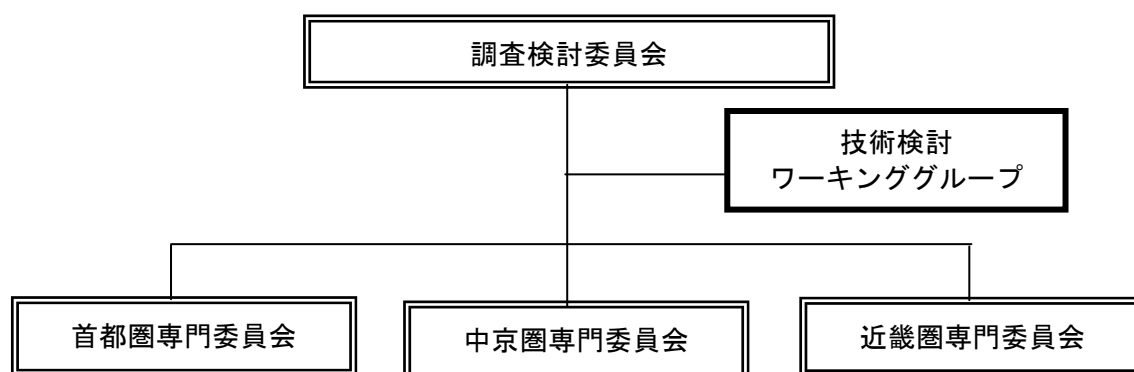 調査検討委員会
技術検討
ワーキンググループ
首都圏専門委員会
中京圏専門委員会
近畿圏専門委員会